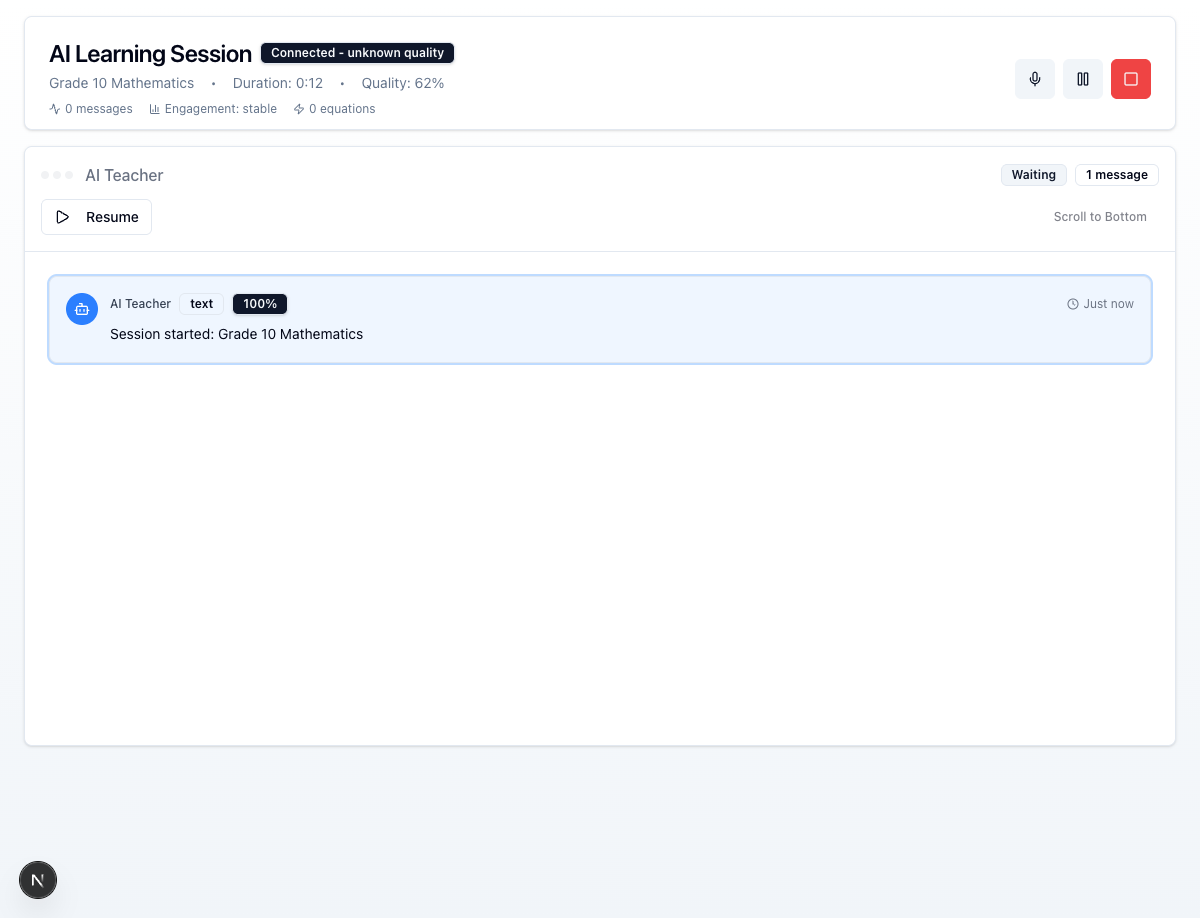 AI Learning Session Connected - unknown quality
Grade 10 Mathematics • Duration: 0:12 • Quality: 62%
0 messages Engagement: stable 0 equations
AI Teacher Waiting 1 message
Resume Scroll to Bottom
AI Teacher text 100% Just now
Session started: Grade 10 Mathematics
N